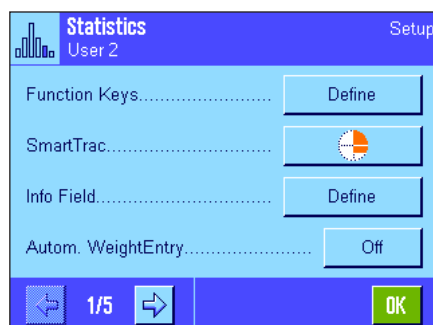 Statistics Setup
User 2
Function Keys........................ Define
SmartTrac..............................
Info Field................................ Define
Autom. WeightEntry....................... Off
1/5 OK